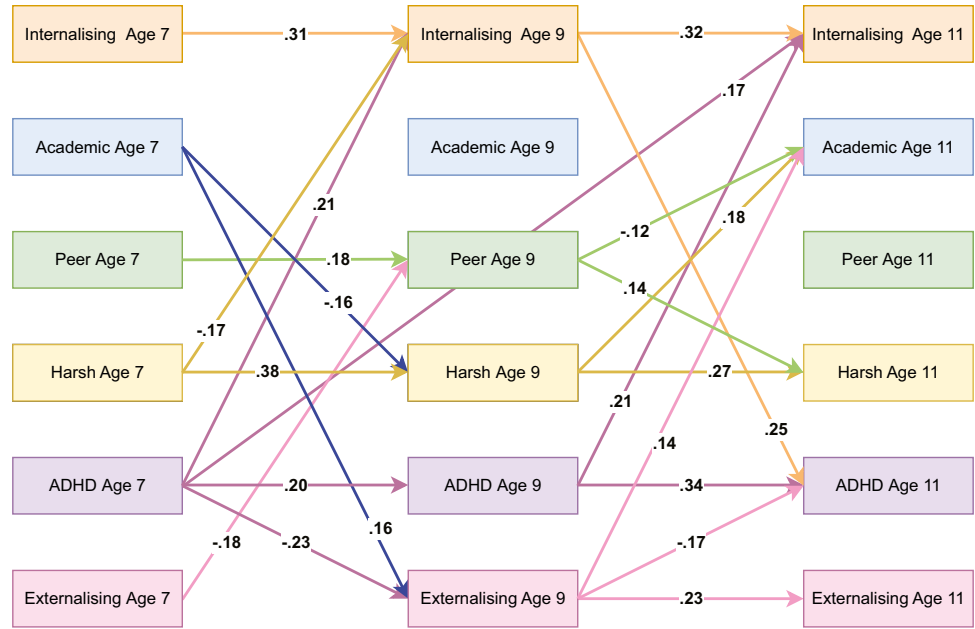 Internalising Age 7
.31
Internalising Age 9
.32
Internalising Age 11
.17
Academic Age 7
Academic Age 9
Academic Age 11
.21
.18
-.12
Peer Age 7
.18
Peer Age 9
Peer Age 11
-.16
.14
-.17
Harsh Age 7
.38
Harsh Age 9
.27
Harsh Age 11
.21
.14
.25
ADHD Age 7
.20
ADHD Age 9
.34
ADHD Age 11
.16
-.18
-.23
-.17
Externalising Age 7
Externalising Age 9
.23
Externalising Age 11